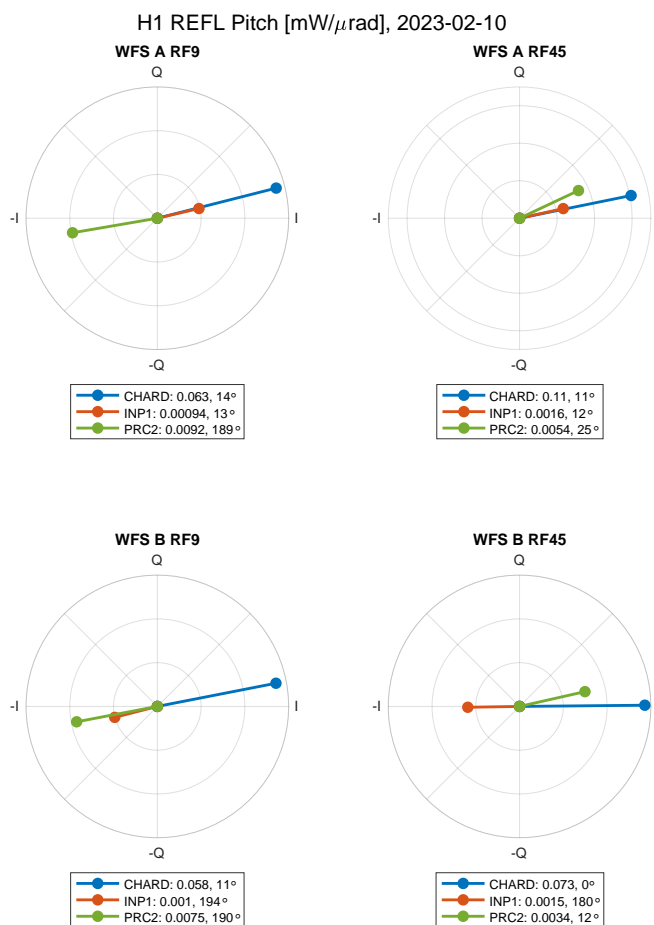 H1 REFL Pitch [mW/μrad], 2023-02-10
WFS A RF9
Q
-I
I
-Q
CHARD: 0.063, 14°
INP1: 0.00094, 13°
PRC2: 0.0092, 189°
WFS A RF45
Q
-I
-Q
CHARD: 0.11, 11°
INP1: 0.0016, 12°
PRC2: 0.0054, 25°
WFS B RF9
Q
-I
I
-Q
CHARD: 0.058, 11°
INP1: 0.001, 194°
PRC2: 0.0075, 190°
WFS B RF45
Q
-I
-Q
CHARD: 0.073, 0°
INP1: 0.0015, 180°
PRC2: 0.0034, 12°